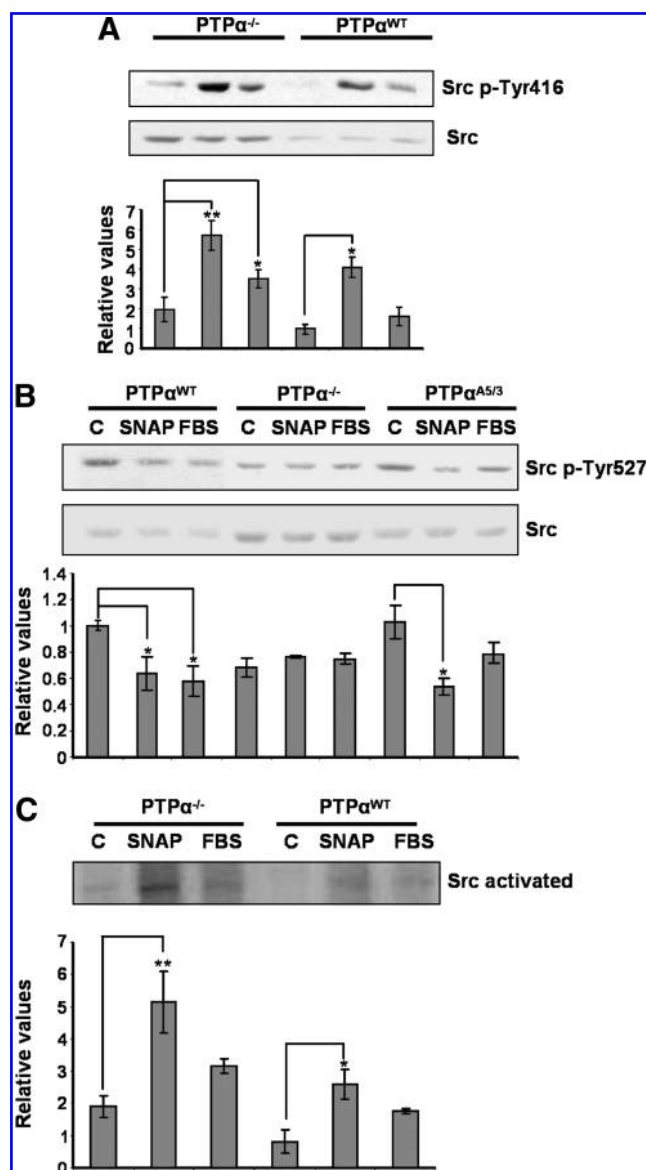 A
PTPα-/- PTPαWT
Src p-Tyr416
Src
Relative values
7
6
5
4
3
2
1
0
** * *
B
PTPαWT PTPα-/- PTPαA5/3
C SNAP FBS C SNAP FBS C SNAP FBS
Src p-Tyr527
Src
Relative values
1.4
1.2
1
0.8
0.6
0.4
0.2
0
* * *
C
PTPα-/- PTPαWT
C SNAP FBS C SNAP FBS
Src activated
Relative values
7
6
5
4
3
2
1
0
** *